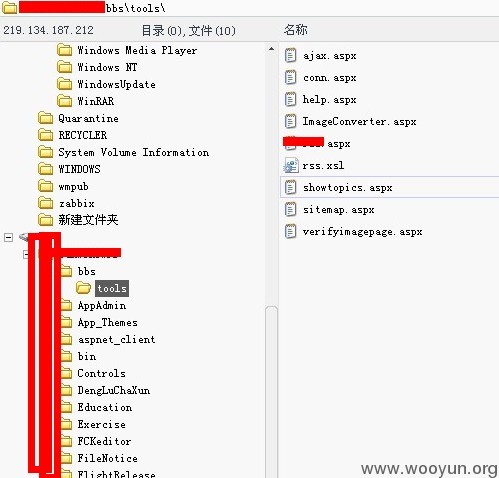 bbs\tools\
219.134.187.212
目录(0),文件(10)
名称
Windows Media Player
Windows NT
WindowsUpdate
WinRAR
Quarantine
RECYCLER
System Volume Information
WINDOWS
wmpub
zabbix
新建文件夹
bbs
tools
AppAdmin
App_Themes
aspnet_client
bin
Controls
DengLuChaXun
Education
Exercise
FCKeditor
FileNotice
FlightRelease
ajax.aspx
conn.aspx
help.aspx
ImageConverter.aspx
.aspx
rss.xsl
showtopics.aspx
sitemap.aspx
verifyimagepage.aspx
www.wooyun.org